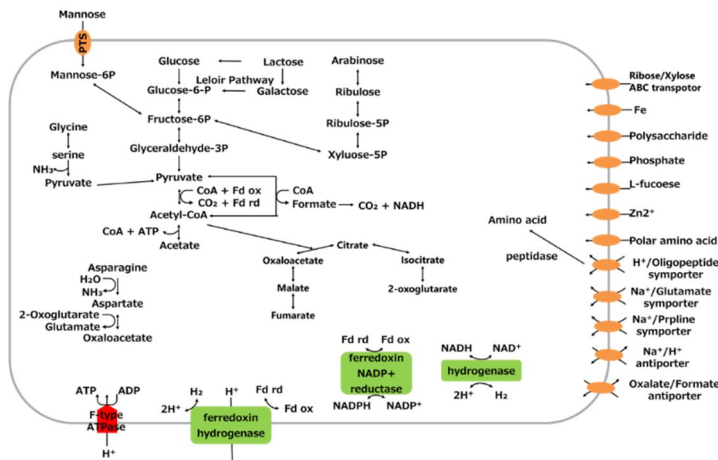 Mannose
PTS
Mannose-6P
Glucose
Lactose
Arabinose
Leloir Pathway
Glucose-6-P
Galactose
Ribulose
Fructose-6P
Ribulose-5P
Glyceraldehyde-3P
Xyluose-5P
Glycine
serine
NH₃
Pyruvate
Pyruvate
CoA + Fd ox
CO₂ + Fd rd
CoA
Formate
CO₂ + NADH
Acetyl-CoA
CoA + ATP
Acetate
Citrate
Oxaloacetate
Isocitrate
Malate
2-oxoglutarate
Fumarate
Asparagine
H₂O
NH₃
Aspartate
2-Oxoglutarate
Glutamate
Oxaloacetate
Amino acid
peptidase
Ribose/Xylose
ABC transpotor
Fe
Polysaccharide
Phosphate
L-fucoese
Zn2⁺
Polar amino acid
H⁺/Oligopeptide
symporter
Na⁺/Glutamate
symporter
Na⁺/Prpline
symporter
Na⁺/H⁺
antiporter
Oxalate/Formate
antiporter
ATP
ADP
F-type
ATPase
H⁺
H₂
H⁺
Fd rd
2H⁺
Fd ox
ferredoxin
hydrogenase
Fd rd
Fd ox
ferredoxin
NADP+
reductase
NADPH
NADP⁺
NADH
NAD⁺
hydrogenase
2H⁺
H₂